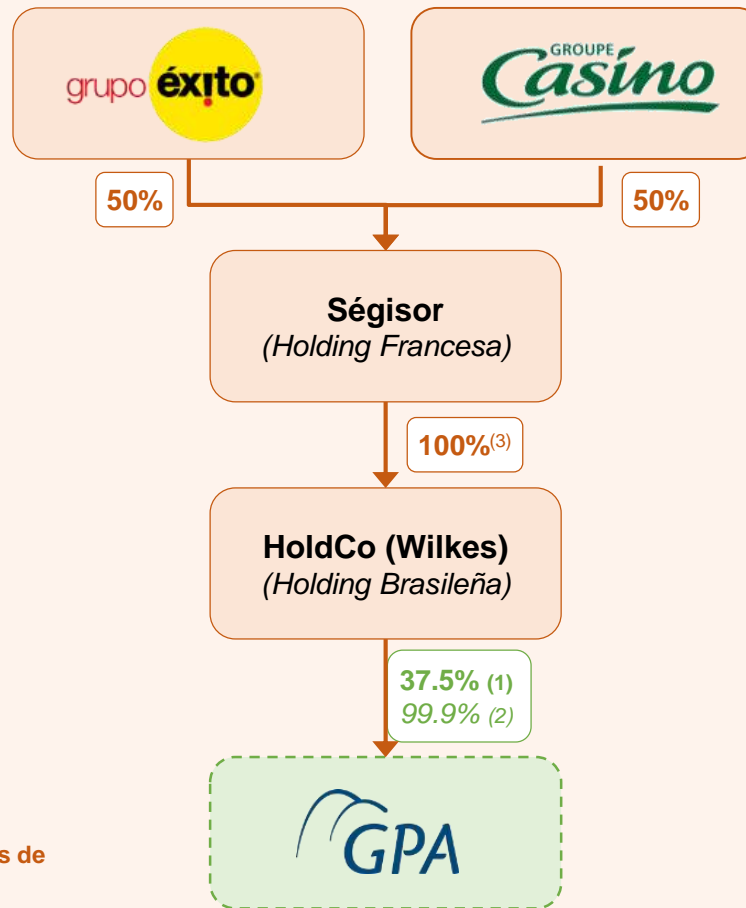 grupo éxito
GROUPE
Casino
50%
50%
Ségisor
(Holding Francesa)
100%(3)
HoldCo (Wilkes)
(Holding Brasileña)
37.5% (1)
99.9% (2)
GPA
s de